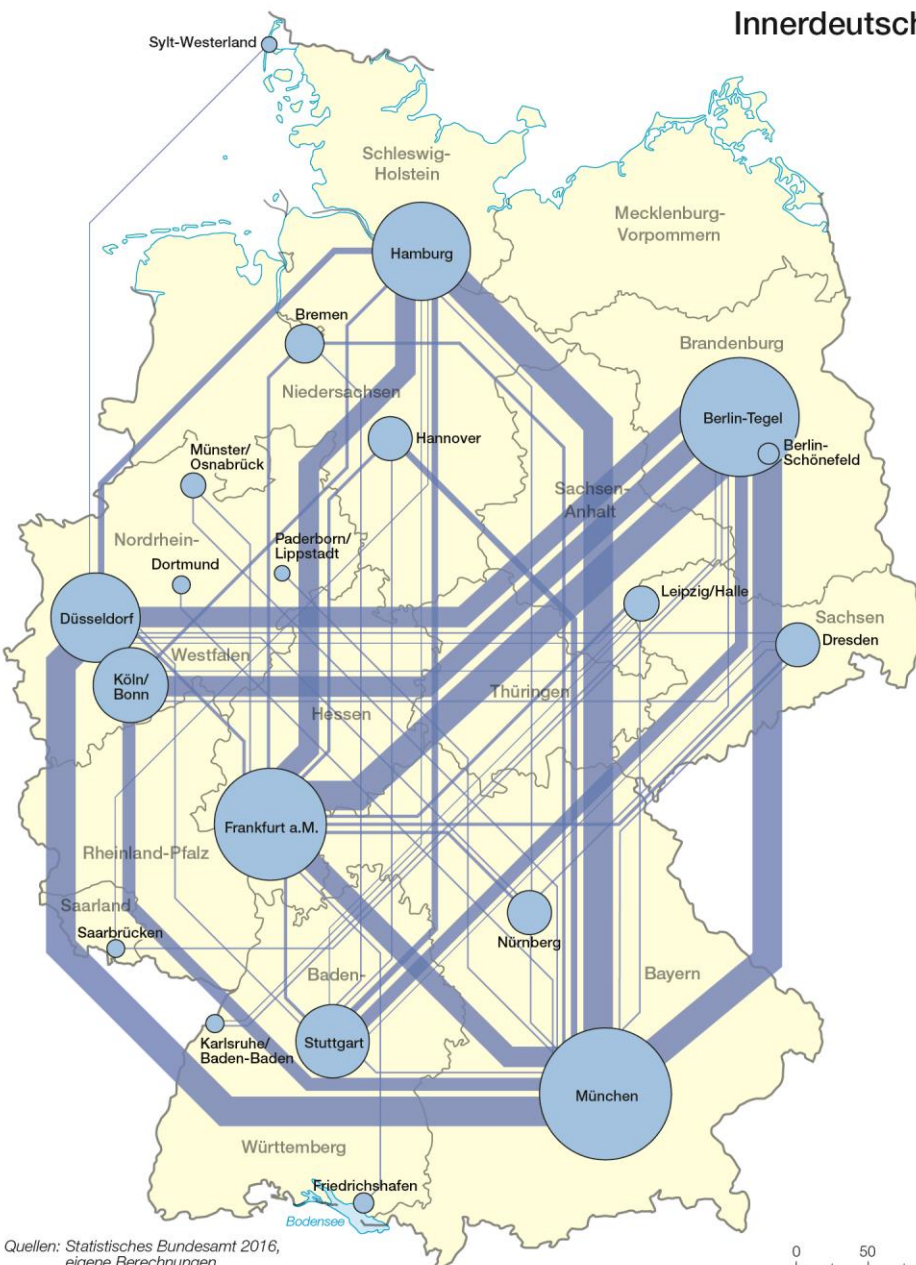 Innerdeutsch
Sylt-Westerland
Schleswig-
Holstein
Mecklenburg-
Vorpommern
Hamburg
Bremen
Brandenburg
Niedersachsen
Berlin-Tegel
Hannover
Berlin-
Schönefeld
Münster/
Osnabrück
Sachsen-
Anhalt
Nordrhein-
Paderborn/
Lippstadt
Dortmund
Leipzig/Halle
Düsseldorf
Sachsen
Dresden
Westfalen
Köln/
Bonn
Thüringen
Hessen
Frankfurt a.M.
Rheinland-Pfalz
Saarland
Saarbrücken
Nürnberg
Baden-
Bayern
Karlsruhe/
Baden-Baden
Stuttgart
München
Württemberg
Friedrichshafen
Bodensee
Quellen: Statistisches Bundesamt 2016,
eigene Berechnungen
0 50